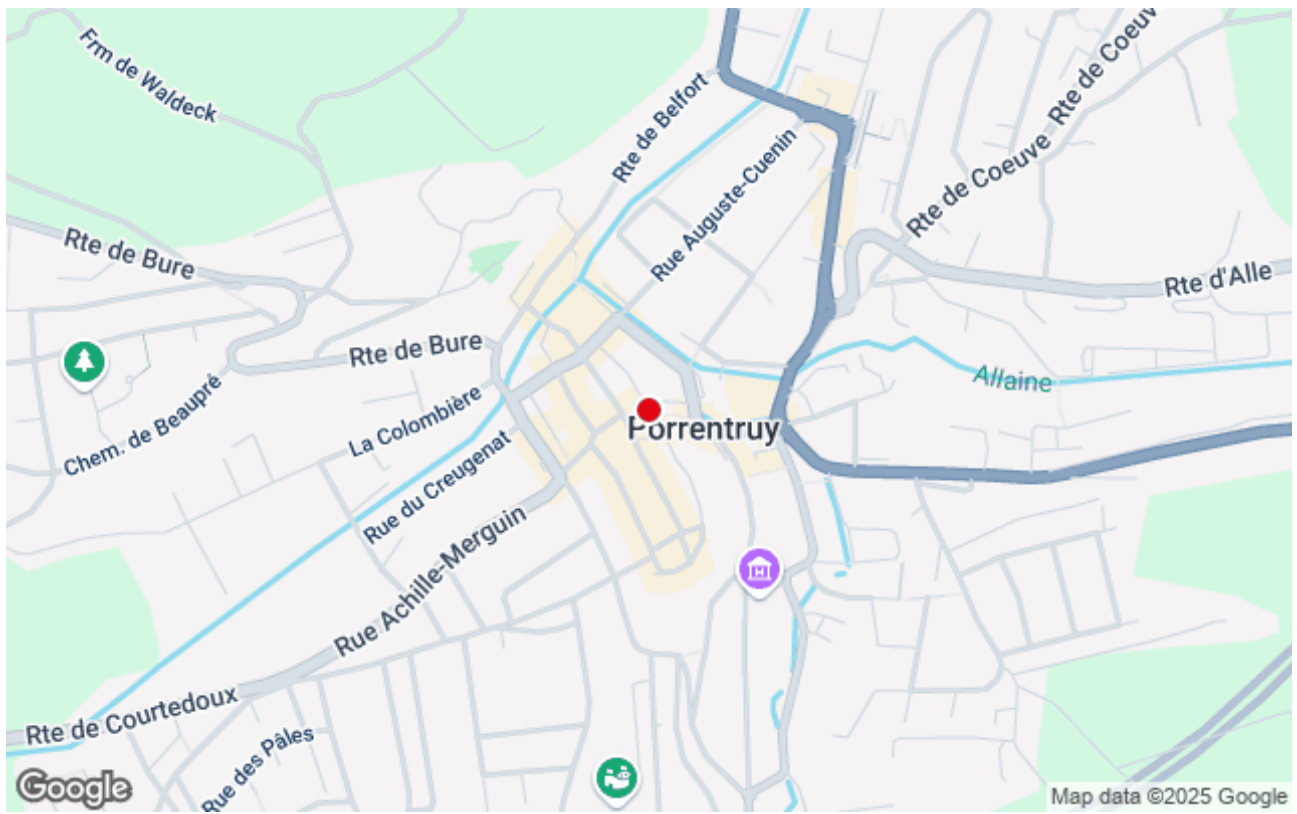 Frm de Waldeck
Rte de Belfort
Rte de Coeuve
Rte de Coeuve
Rue Auguste-Cuenin
Rte de Bure
Rte d'Alle
Rte de Bure
Allaine
Chem. de Beaupré
La Colombière
Porrentruy
Rue du Creugenat
Rue Achille-Merguin
H
Rte de Courtedoux
Rue des Pâles
Google
Map data ©2025 Google